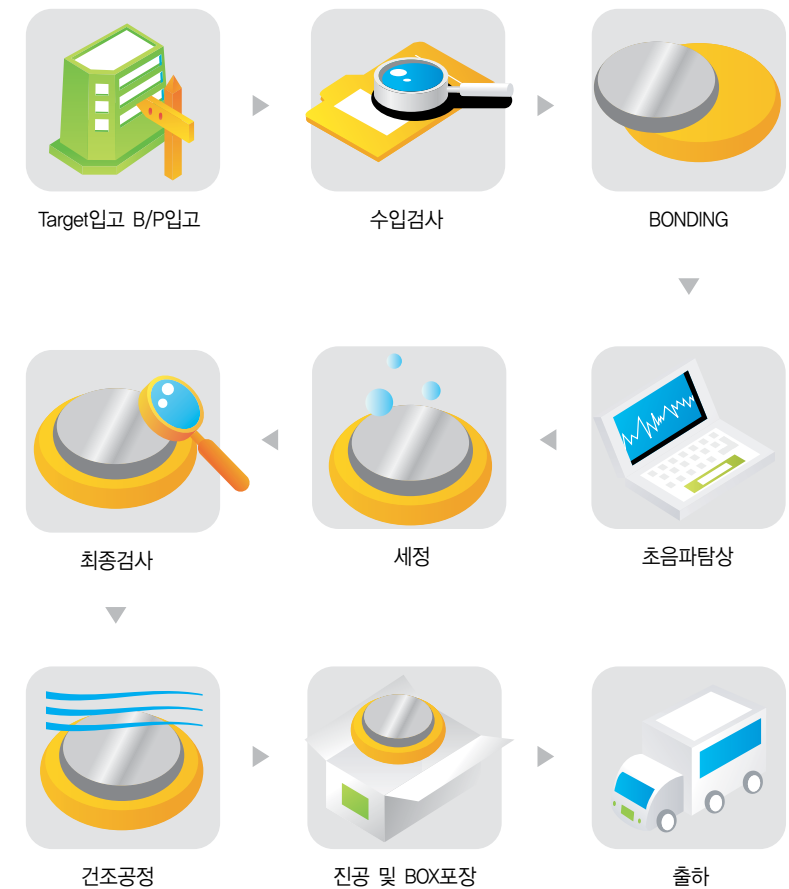 Target입고 B/P입고
수입검사
BONDING
초음파탐상
세정
최종검사
건조공정
진공 및 BOX포장
출하